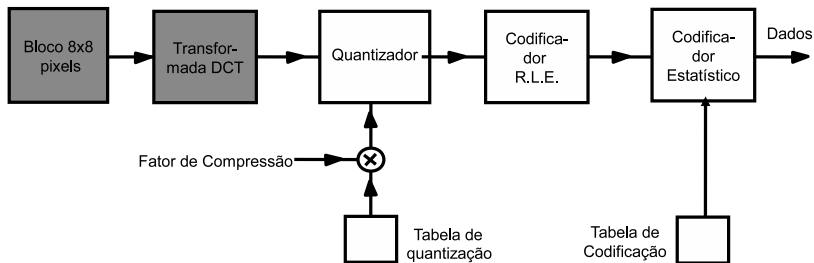 Bloco 8x8
pixels
Transfor-
mada DCT
Quantizador
Codifica-
dor
R.L.E.
Codifica-
dor
Estatístico
Dados
Fator de Compressão
Tabela de
quantização
Tabela de
Codificação